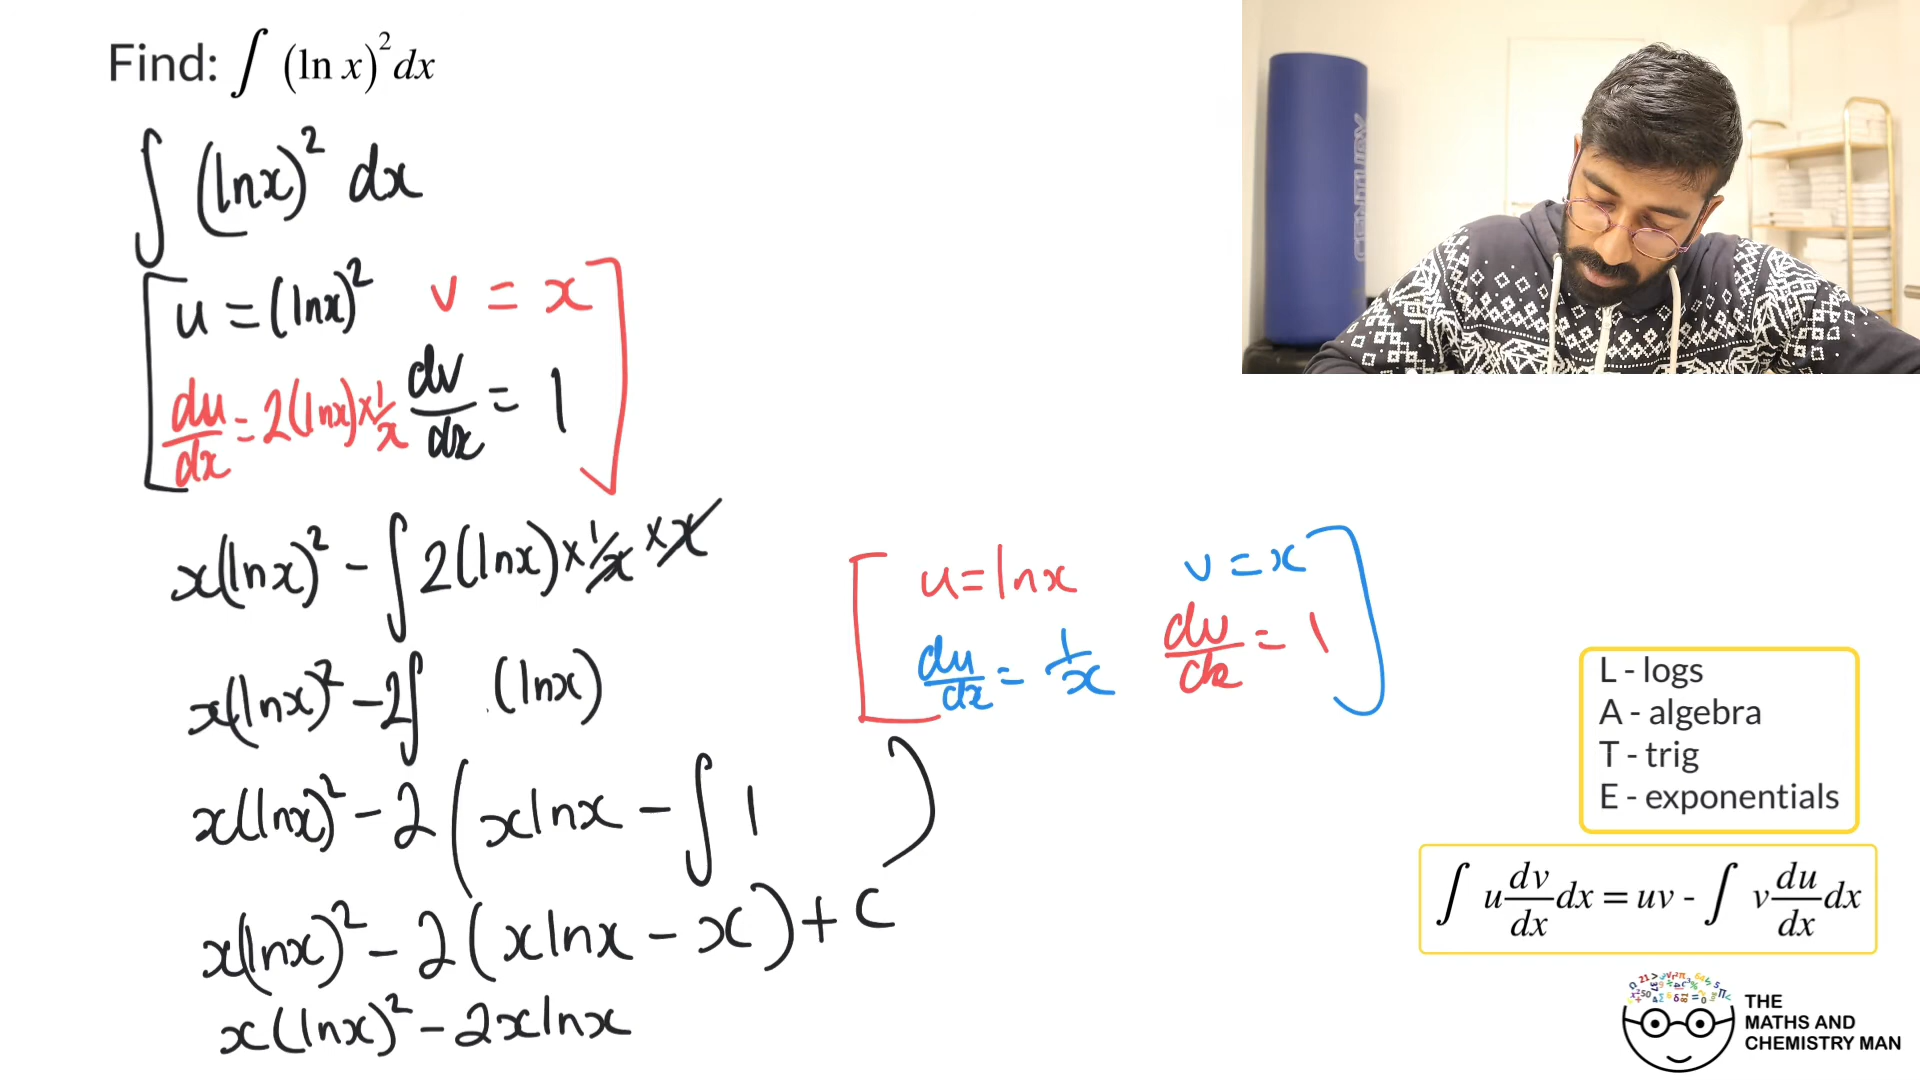 Find: ∫ (ln x)² dx
∫ (lnx)² dx
u = (lnx)² v = x
du/dx = 2(lnx) × 1/x dv/dx = 1
x(lnx)² - ∫ 2(lnx) × 1/x × x
x(lnx)² - 2∫ (lnx)
x(lnx)² - 2(xlnx - ∫ 1 )
x(lnx)² - 2(xlnx - x) + c
x(lnx)² - 2xlnx
u = lnx v = x
du/dx = 1/x dv/dx = 1
L - logs
A - algebra
T - trig
E - exponentials
∫ u dv/dx dx = uv - ∫ v du/dx dx
THE
MATHS AND
CHEMISTRY MAN